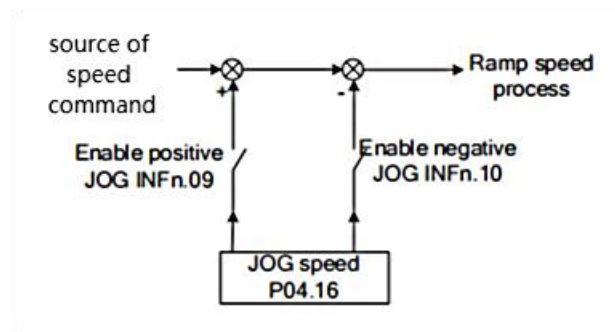 source of
speed
command
+
-
Ramp speed
process
Enable positive
JOG INFn.09
Enable negative
JOG INFn.10
JOG speed
P04.16